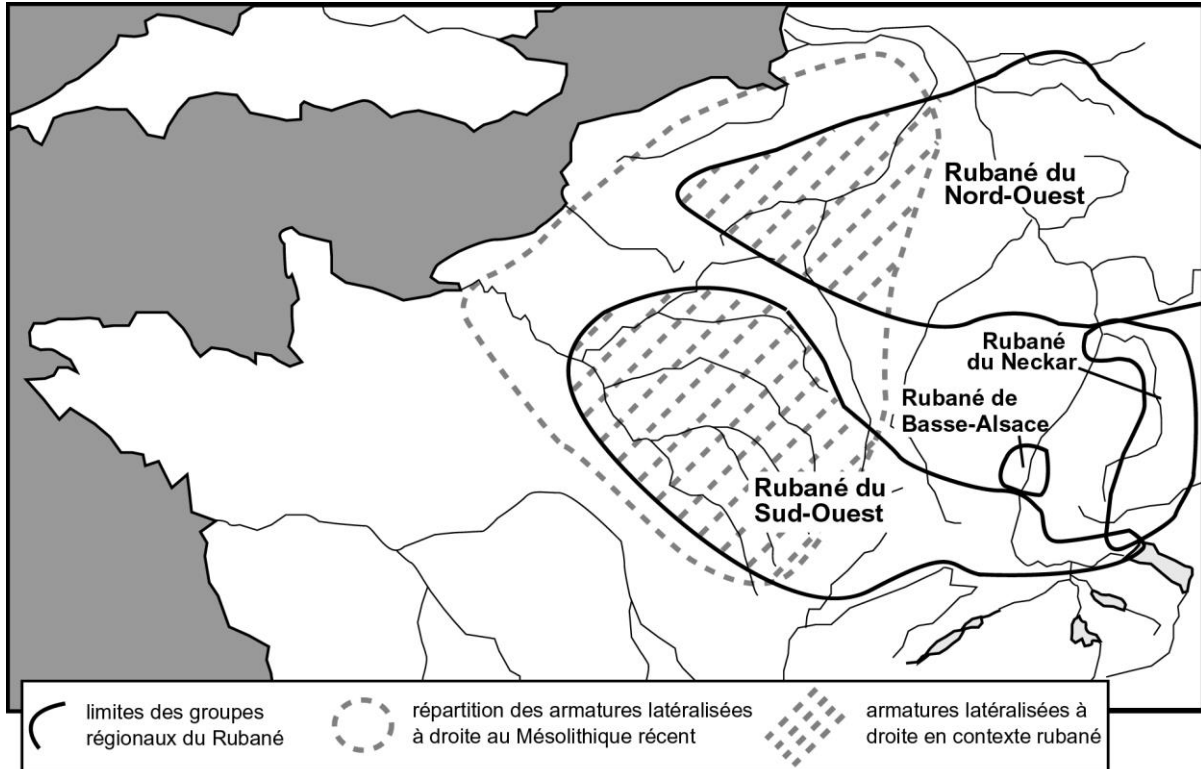 Rubané du
Nord-Ouest
Rubané
du Neckar
Rubané de
Basse-Alsace
Rubané du
Sud-Ouest
limites des groupes
régionaux du Rubané
répartition des armatures latéralisées
à droite au Mésolithique récent
armatures latéralisées à
droite en contexte rubané